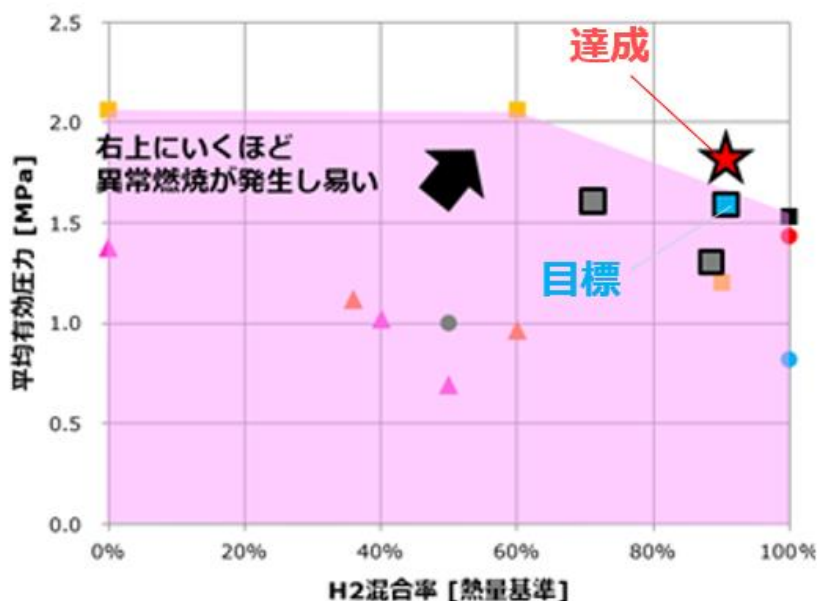 2.5
達成
2.0
右上にいくほど
異常燃焼が発生し易い
1.5
目標
1.0
0.5
0.0
平均有効圧力 [MPa]
0%
20%
40%
60%
80%
100%
H2混合率 [熱量基準]